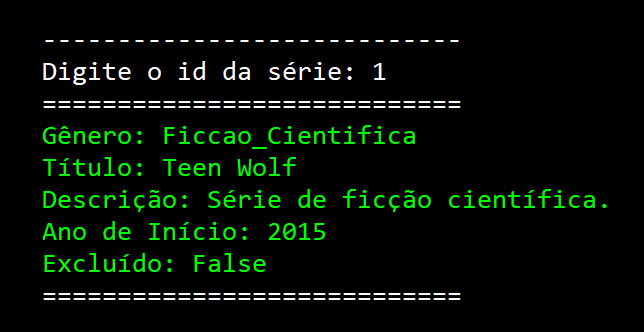 ----------------------------
Digite o id da série: 1
============================
Gênero: Ficcao_Cientifica
Título: Teen Wolf
Descrição: Série de ficção científica.
Ano de Início: 2015
Excluído: False
============================